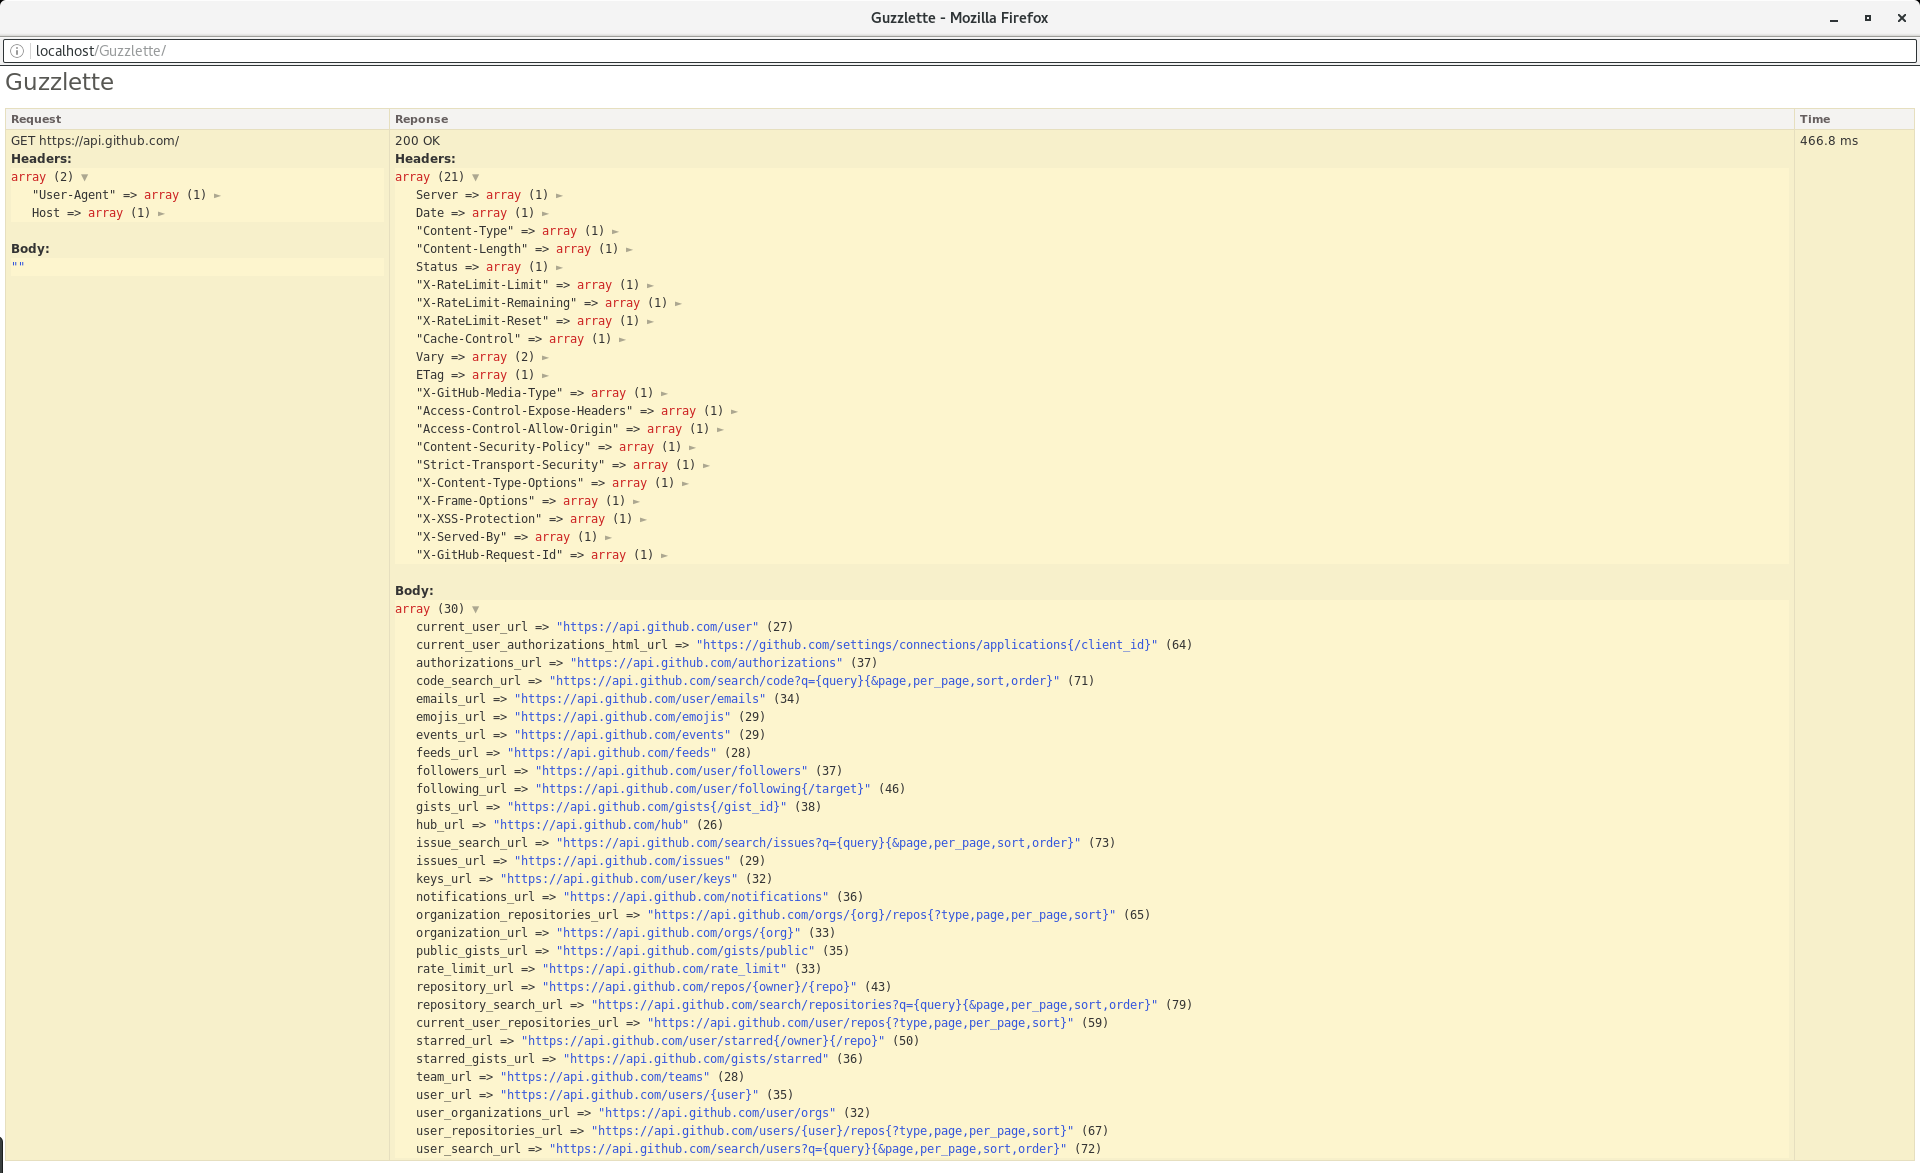 Guzzlette - Mozilla Firefox
localhost/Guzzlette/
Guzzlette
Request
GET https://api.github.com/
Headers:
array (2) ▼
"User-Agent" => array (1) ►
Host => array (1) ►
Body:
""
Reponse
200 OK
Headers:
array (21) ▼
Server => array (1) ►
Date => array (1) ►
"Content-Type" => array (1) ►
"Content-Length" => array (1) ►
Status => array (1) ►
"X-RateLimit-Limit" => array (1) ►
"X-RateLimit-Remaining" => array (1) ►
"X-RateLimit-Reset" => array (1) ►
"Cache-Control" => array (1) ►
Vary => array (2) ►
ETag => array (1) ►
"X-GitHub-Media-Type" => array (1) ►
"Access-Control-Expose-Headers" => array (1) ►
"Access-Control-Allow-Origin" => array (1) ►
"Content-Security-Policy" => array (1) ►
"Strict-Transport-Security" => array (1) ►
"X-Content-Type-Options" => array (1) ►
"X-Frame-Options" => array (1) ►
"X-XSS-Protection" => array (1) ►
"X-Served-By" => array (1) ►
"X-GitHub-Request-Id" => array (1) ►
Body:
array (30) ▼
current_user_url => "https://api.github.com/user" (27)
current_user_authorizations_html_url => "https://github.com/settings/connections/applications{/client_id}" (64)
authorizations_url => "https://api.github.com/authorizations" (37)
code_search_url => "https://api.github.com/search/code?q={query}{&page,per_page,sort,order}" (71)
emails_url => "https://api.github.com/user/emails" (34)
emojis_url => "https://api.github.com/emojis" (29)
events_url => "https://api.github.com/events" (29)
feeds_url => "https://api.github.com/feeds" (28)
followers_url => "https://api.github.com/user/followers" (37)
following_url => "https://api.github.com/user/following{/target}" (46)
gists_url => "https://api.github.com/gists{/gist_id}" (38)
hub_url => "https://api.github.com/hub" (26)
issue_search_url => "https://api.github.com/search/issues?q={query}{&page,per_page,sort,order}" (73)
issues_url => "https://api.github.com/issues" (29)
keys_url => "https://api.github.com/user/keys" (32)
notifications_url => "https://api.github.com/notifications" (36)
organization_repositories_url => "https://api.github.com/orgs/{org}/repos{?type,page,per_page,sort}" (65)
organization_url => "https://api.github.com/orgs/{org}" (33)
public_gists_url => "https://api.github.com/gists/public" (35)
rate_limit_url => "https://api.github.com/rate_limit" (33)
repository_url => "https://api.github.com/repos/{owner}/{repo}" (43)
repository_search_url => "https://api.github.com/search/repositories?q={query}{&page,per_page,sort,order}" (79)
current_user_repositories_url => "https://api.github.com/user/repos{?type,page,per_page,sort}" (59)
starred_url => "https://api.github.com/user/starred{/owner}{/repo}" (50)
starred_gists_url => "https://api.github.com/gists/starred" (36)
team_url => "https://api.github.com/teams" (28)
user_url => "https://api.github.com/users/{user}" (35)
user_organizations_url => "https://api.github.com/user/orgs" (32)
user_repositories_url => "https://api.github.com/users/{user}/repos{?type,page,per_page,sort}" (67)
user_search_url => "https://api.github.com/search/users?q={query}{&page,per_page,sort,order}" (72)
Time
466.8 ms